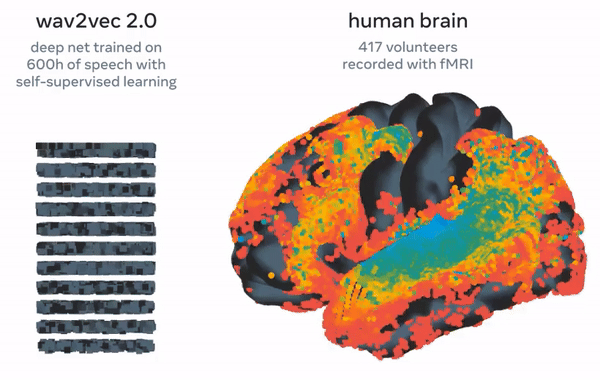 wav2vec 2.0
deep net trained on
600h of speech with
self-supervised learning
human brain
417 volunteers
recorded with fMRI